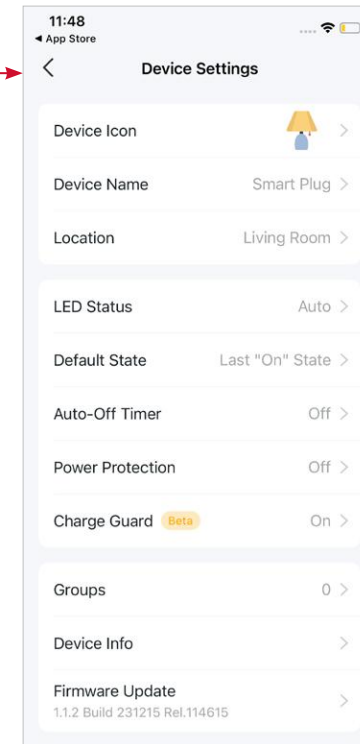 11:48
◀ App Store
Device Settings
Device Icon
Device Name Smart Plug
Location Living Room
LED Status Auto
Default State Last "On" State
Auto-Off Timer Off
Power Protection Off
Charge Guard Beta On
Groups 0
Device Info
Firmware Update
1.1.2 Build 231215 Rel.114615